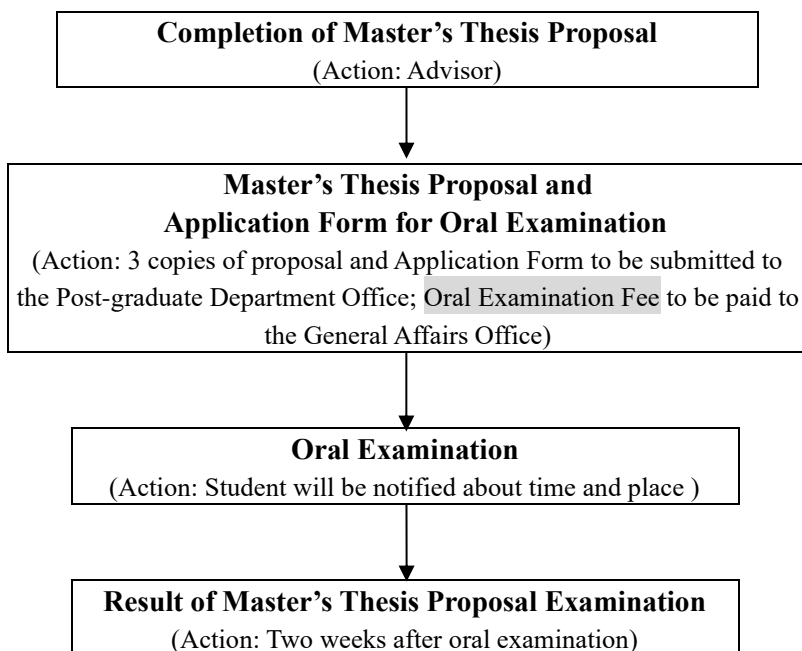 Completion of Master’s Thesis Proposal
(Action: Advisor)
Master’s Thesis Proposal and
Application Form for Oral Examination
(Action: 3 copies of proposal and Application Form to be submitted to
the Post-graduate Department Office; Oral Examination Fee to be paid to
the General Affairs Office)
Oral Examination
(Action: Student will be notified about time and place )
Result of Master’s Thesis Proposal Examination
(Action: Two weeks after oral examination)